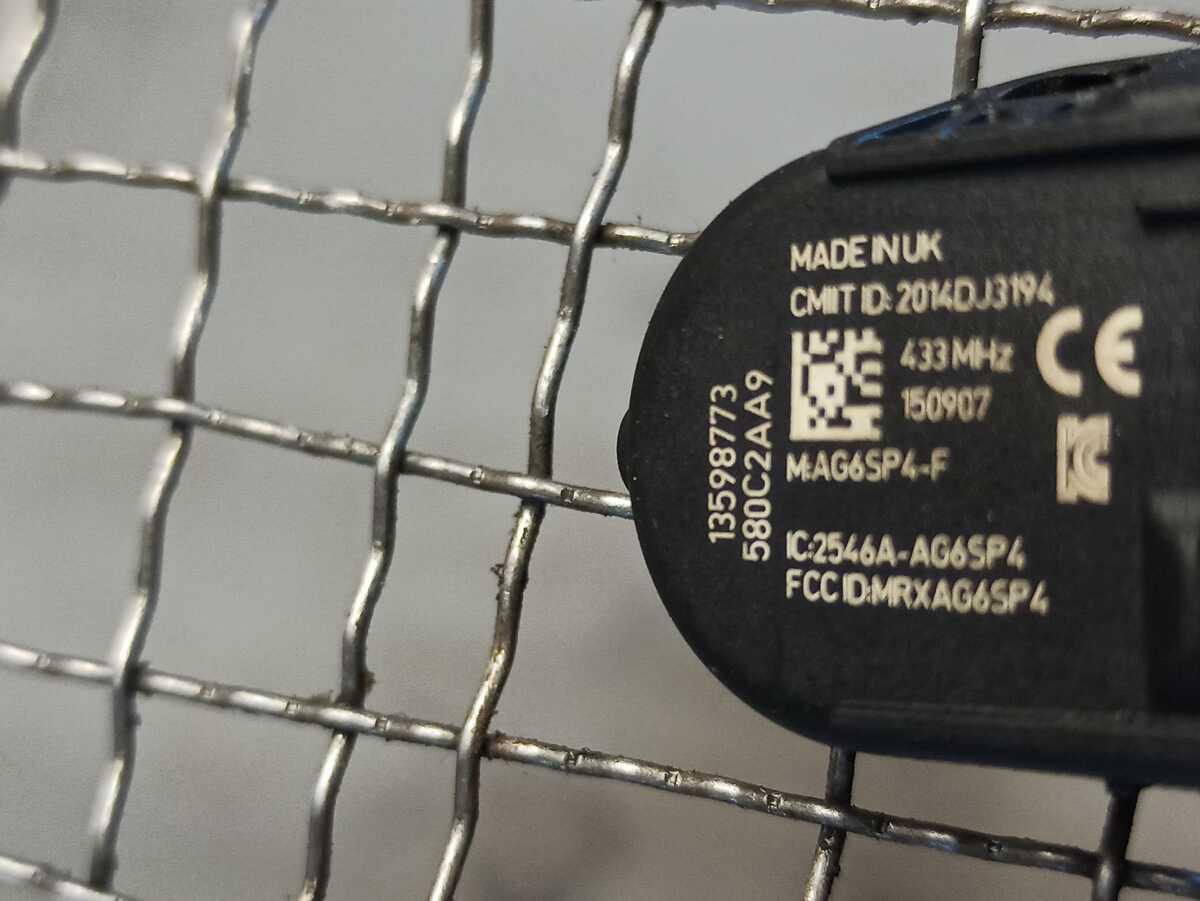 MADE IN UK
CMIIT ID: 2014DJ3194
433 MHz
150907
M:AG6SP4-F
IC:2546A-AG6SP4
FCC ID:MRXAG6SP4
13598773
580C2AA9
CE